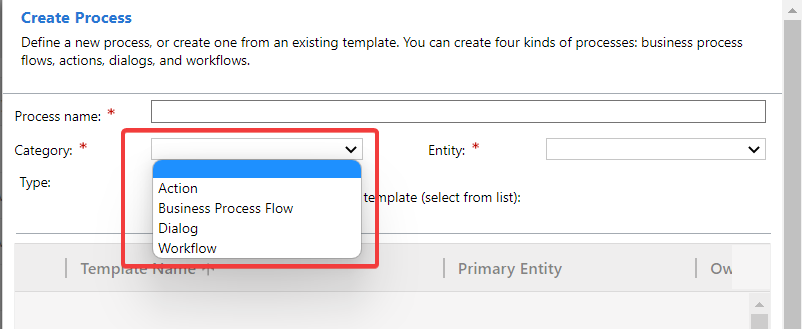 Create Process
Define a new process, or create one from an existing template. You can create four kinds of processes: business process
flows, actions, dialogs, and workflows.
Process name: *
Category: *
Entity: *
Type:
Action
Business Process Flow
Dialog
Workflow
template (select from list):
Template Name
Primary Entity
Ow